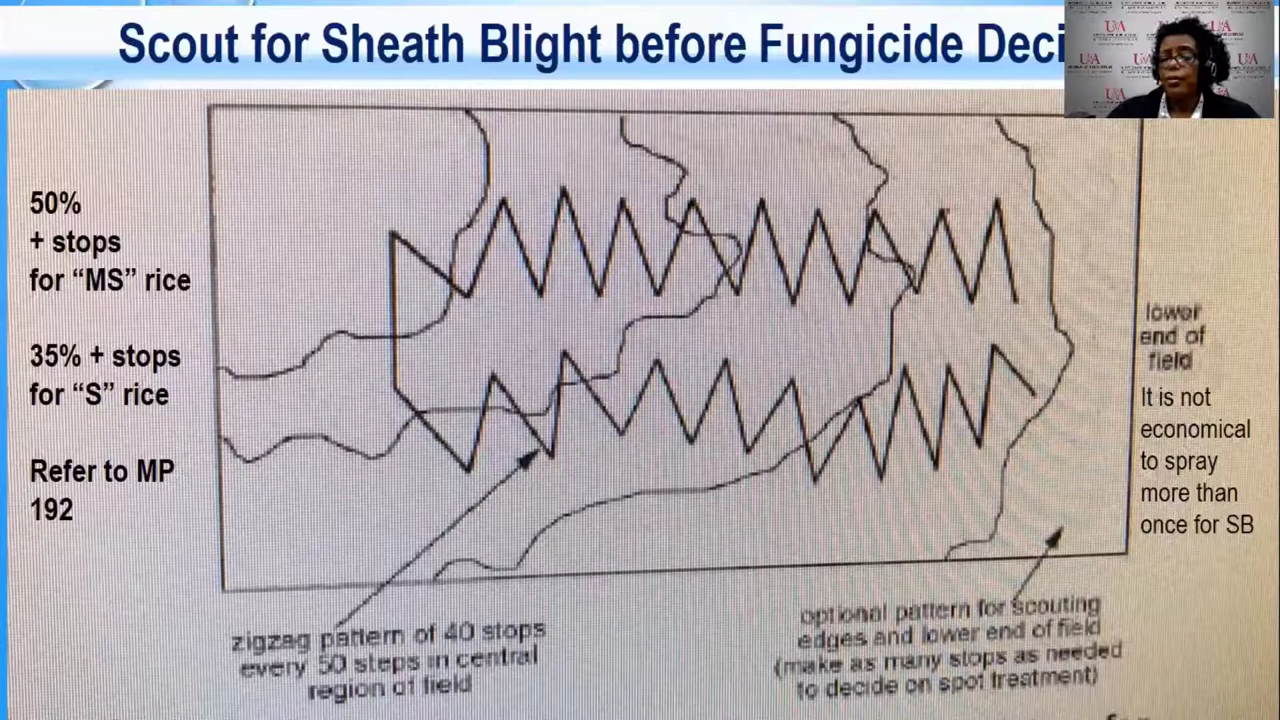 Scout for Sheath Blight before Fungicide Deci
50%
+ stops
for “MS” rice
35% + stops
for “S” rice
Refer to MP
192
lower
end of
field
It is not
economical
to spray
more than
once for SB
zigzag pattern of 40 stops
every 50 steps in central
region of field
optional pattern for scouting
edges and lower end of field
(make as many stops as needed
to decide on spot treatment)